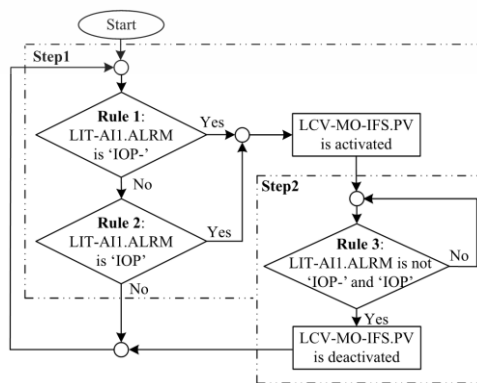 Start
Step1
Rule 1:
LIT-AI1.ALRM
is ‘IOP-’
Yes
No
LCV-MO-IFS.PV
is activated
Rule 2:
LIT-AI1.ALRM
is ‘IOP’
Yes
No
Step2
Rule 3:
LIT-AI1.ALRM is not
‘IOP-’ and ‘IOP’
No
Yes
LCV-MO-IFS.PV
is deactivated